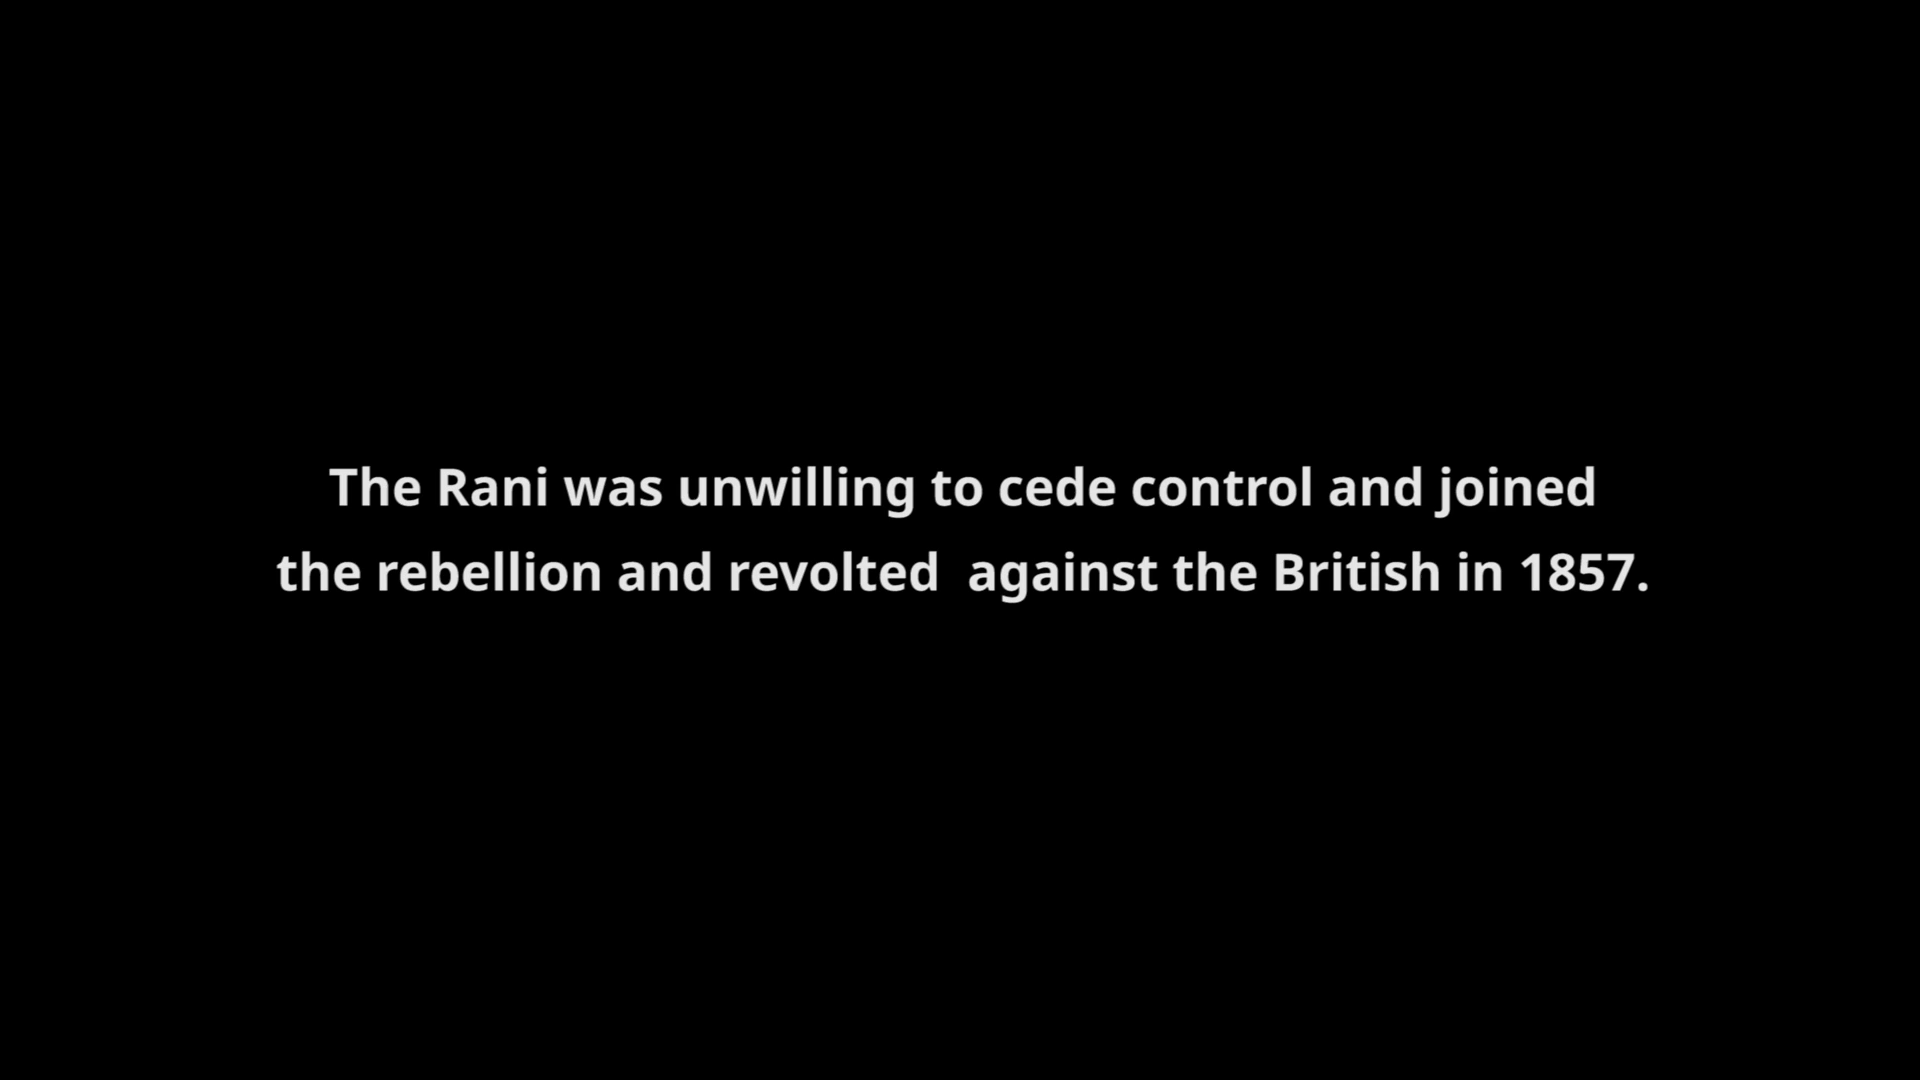 The Rani was unwilling to cede control and joined
the rebellion and revolted  against the British in 1857.